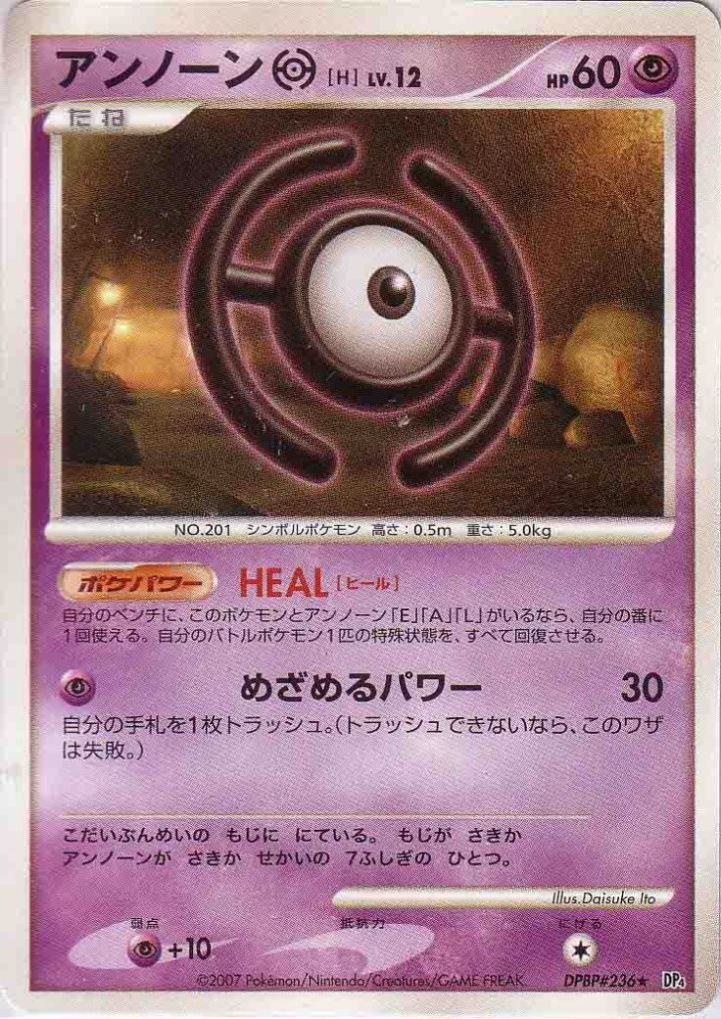 アンノーン [H] LV.12 HP60
たね
NO.201 シンボルポケモン 高さ:0.5m 重さ:5.0kg
ポケパワー HEAL [ヒール]
自分のベンチに、このポケモンとアンノーン「E」「A」「L」がいるなら、自分の番に
1回使える。自分のバトルポケモン1匹の特殊状態を、すべて回復させる。
めざめるパワー 30
自分の手札を1枚トラッシュ。(トラッシュできないなら、このワザ
は失敗。)
こだいぶんめいの もじに にている。 もじが さきか
アンノーンが さきか せかいの 7ふしぎの ひとつ。
Illus.Daisuke Ito
弱点 抵抗力 にげる
+10
©2007 Pokémon/Nintendo/Creatures/GAME FREAK. DPBP#236★ DP4